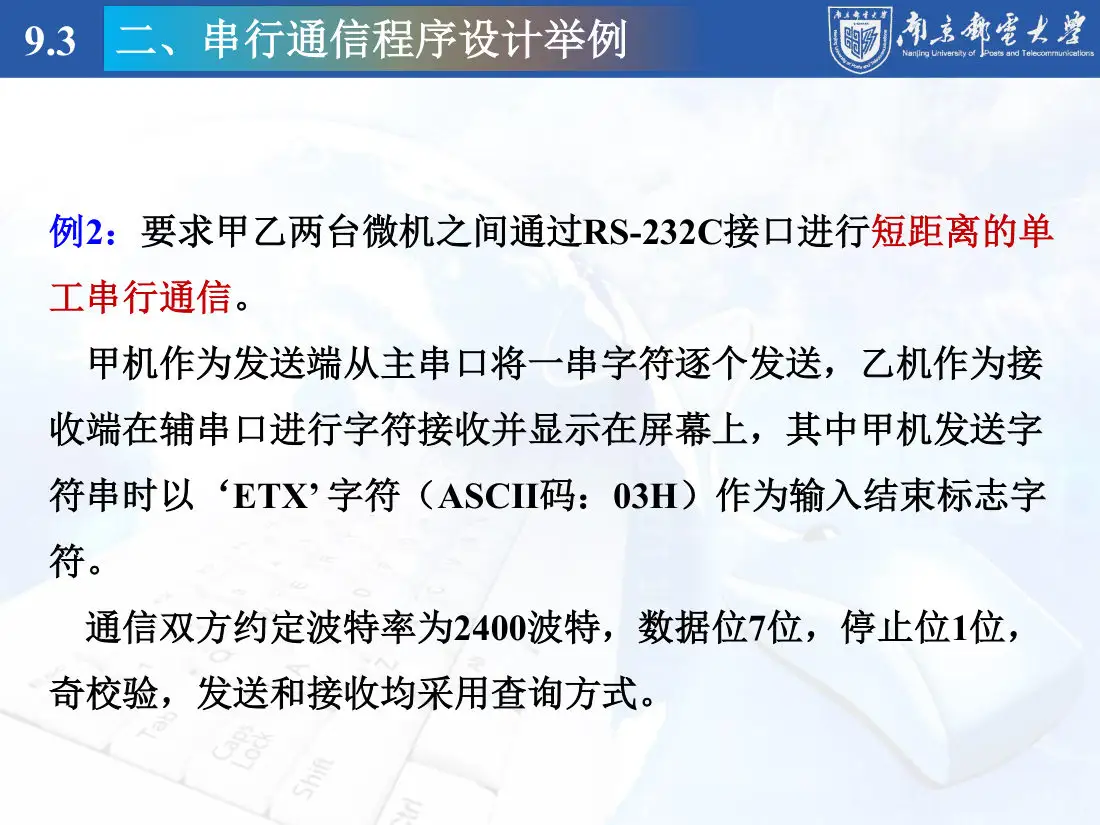 9.3 二、串行通信程序设计举例
南京邮电大学
Nanjing University of Posts and Telecommunications
例2：要求甲乙两台微机之间通过RS-232C接口进行短距离的单
工串行通信。
甲机作为发送端从主串口将一串字符逐个发送，乙机作为接
收端在辅串口进行字符接收并显示在屏幕上，其中甲机发送字
符串时以‘ETX’字符（ASCII码：03H）作为输入结束标志字
符。
通信双方约定波特率为2400波特，数据位7位，停止位1位，
奇校验，发送和接收均采用查询方式。
Tab
Caps
Lock
Shift
Ctrl